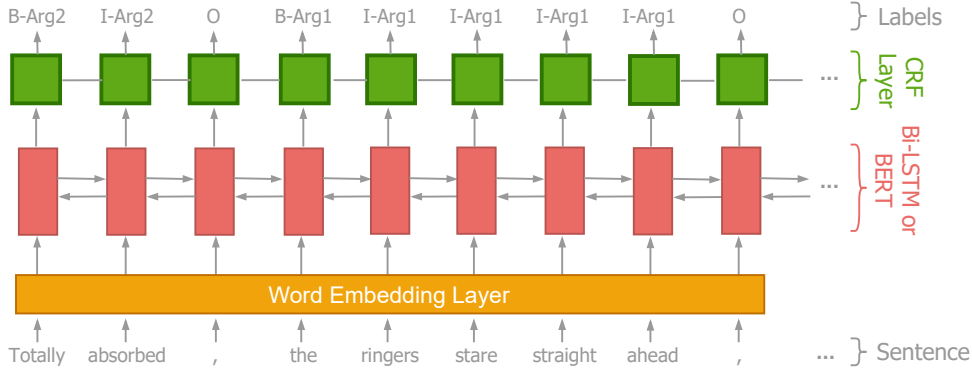 B-Arg2 I-Arg2 O B-Arg1 I-Arg1 I-Arg1 I-Arg1 I-Arg1 O Labels
... CRF Layer
... Bi-LSTM or BERT
Word Embedding Layer
Totally absorbed , the ringers stare straight ahead , ... Sentence